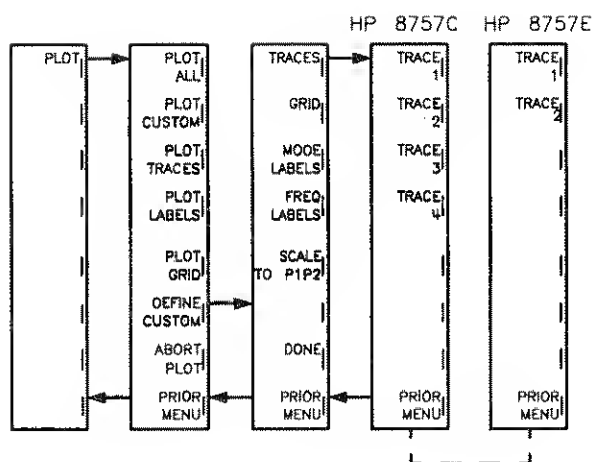 HP 8757C HP 8757E
PLOT
PLOT
ALL
PLOT
CUSTOM
PLOT
TRACES
PLOT
LABELS
PLOT
GRID
DEFINE
CUSTOM
ABORT
PLOT
PRIOR
MENU
TRACES
GRID
MODE
LABELS
FREQ
LABELS
SCALE
TO P1P2
DONE
PRIOR
MENU
TRACE
1
TRACE
2
TRACE
3
TRACE
4
PRIOR
MENU
TRACE
1
TRACE
2
PRIOR
MENU